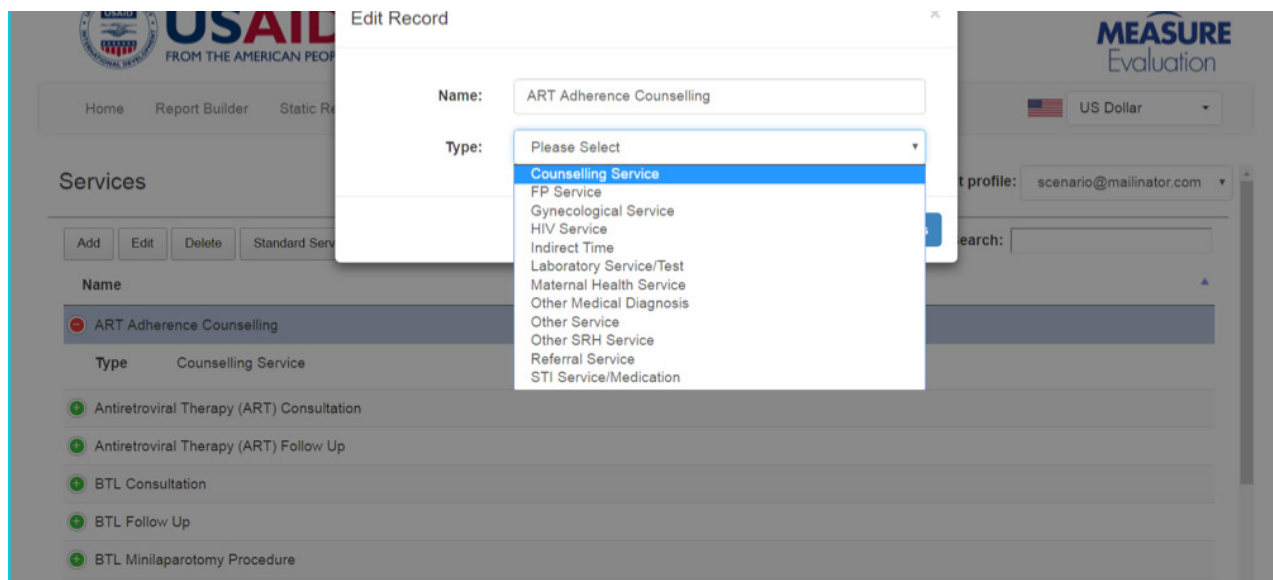 USAID
FROM THE AMERICAN PEOP
Edit Record
×
MEASURE
Evaluation
Home Report Builder Static Re
US Dollar
Name: ART Adherence Counselling
Type: Please Select
Counselling Service
FP Service
Gynecological Service
HIV Service
Indirect Time
Laboratory Service/Test
Maternal Health Service
Other Medical Diagnosis
Other Service
Other SRH Service
Referral Service
STI Service/Medication
Services
t profile: scenario@mailinator.com
Add Edit Delete Standard Serv
earch:
Name
ART Adherence Counselling
Type Counselling Service
Antiretroviral Therapy (ART) Consultation
Antiretroviral Therapy (ART) Follow Up
BTL Consultation
BTL Follow Up
BTL Minilaparotomy Procedure